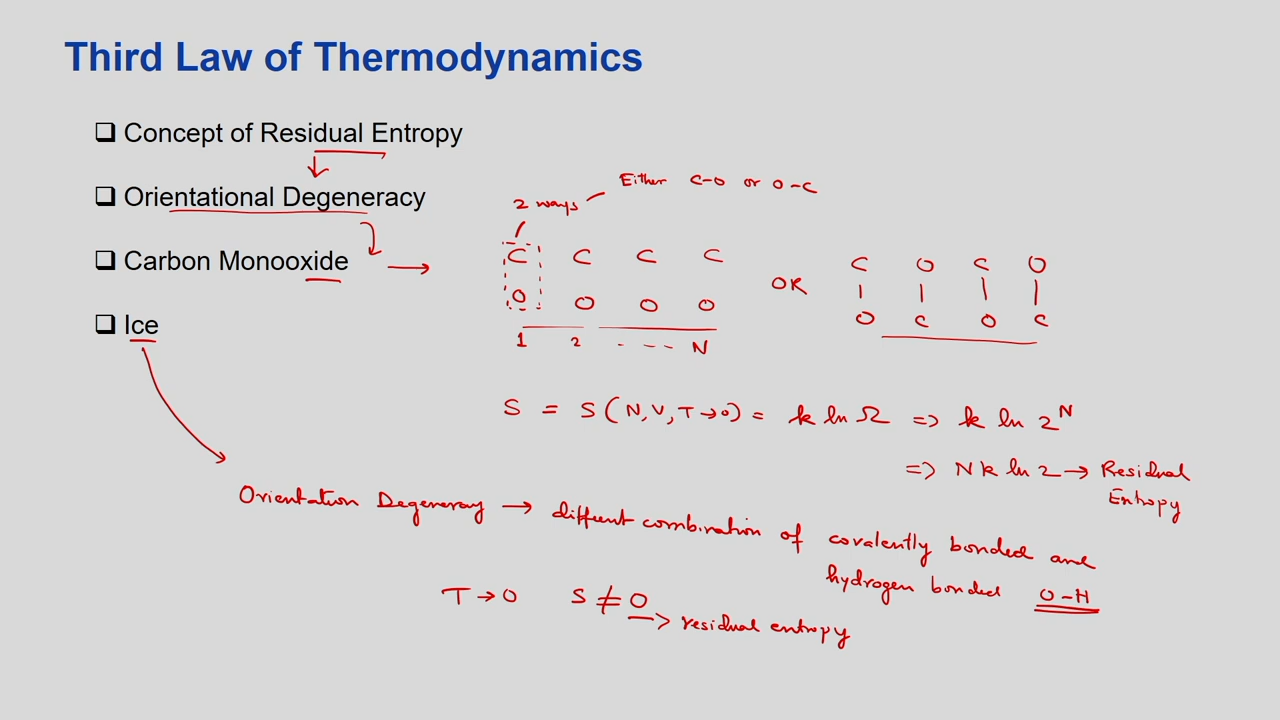 Third Law of Thermodynamics
❑ Concept of Residual Entropy
❑ Orientational Degeneracy
❑ Carbon Monooxide
❑ Ice
Either C-O or O-C
2 ways
C C C C
O O O O
1 2 - - - - N
OR
C O C O
| | | |
O C O C
S = S(N,V,T→0) = k ln Ω => k ln 2^N
=> N k ln 2 → Residual
Entropy
Orientation Degeneracy → different combination of covalently bonded and
hydrogen bonded O-H
T → 0 S ≠ 0
residual entropy